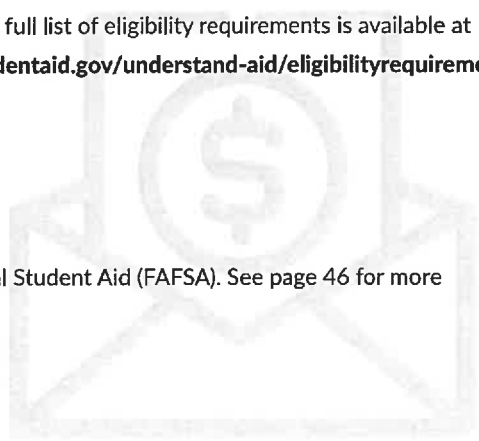 full list of eligibility requirements is available at
dentaid.gov/understand-aid/eligibilityrequireme
l Student Aid (FAFSA). See page 46 for more
$